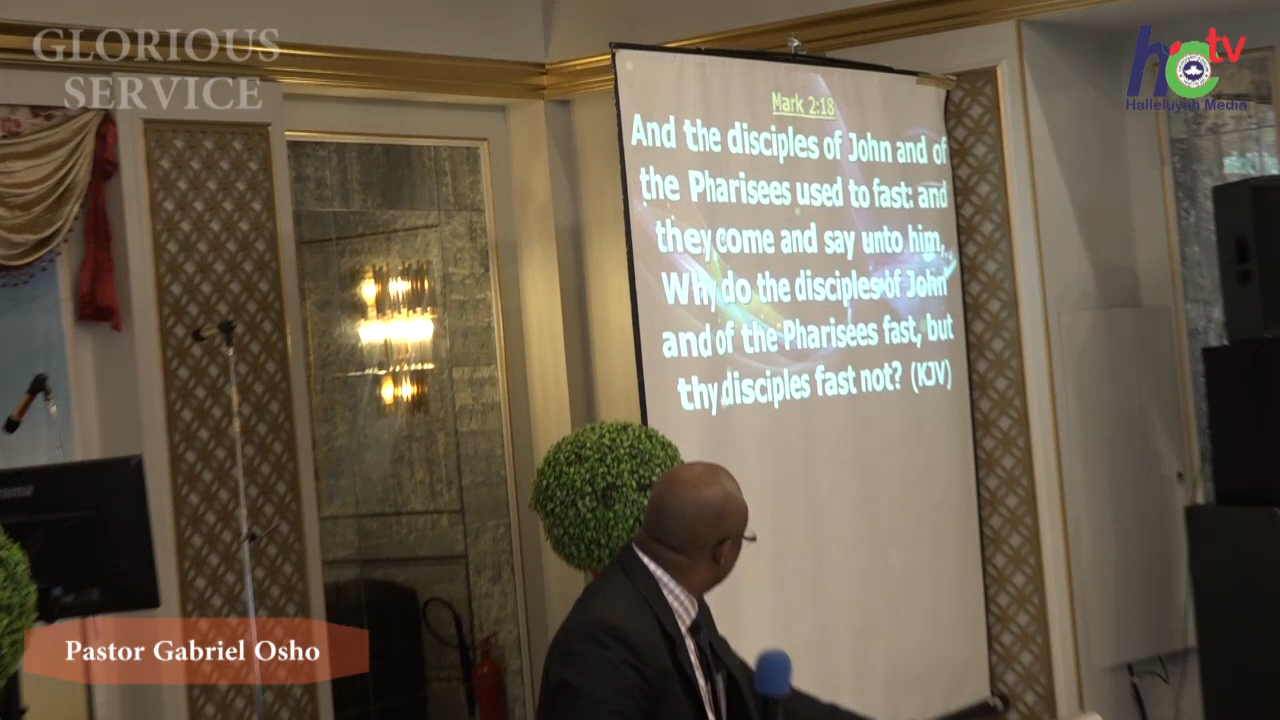 GLORIOUS
SERVICE
hctv
Halleluyah Media
Mark 2:18
And the disciples of John and of
the Pharisees used to fast: and
they come and say unto him,
Why do the disciples of John
and of the Pharisees fast, but
thy disciples fast not? (KJV)
Pastor Gabriel Osho